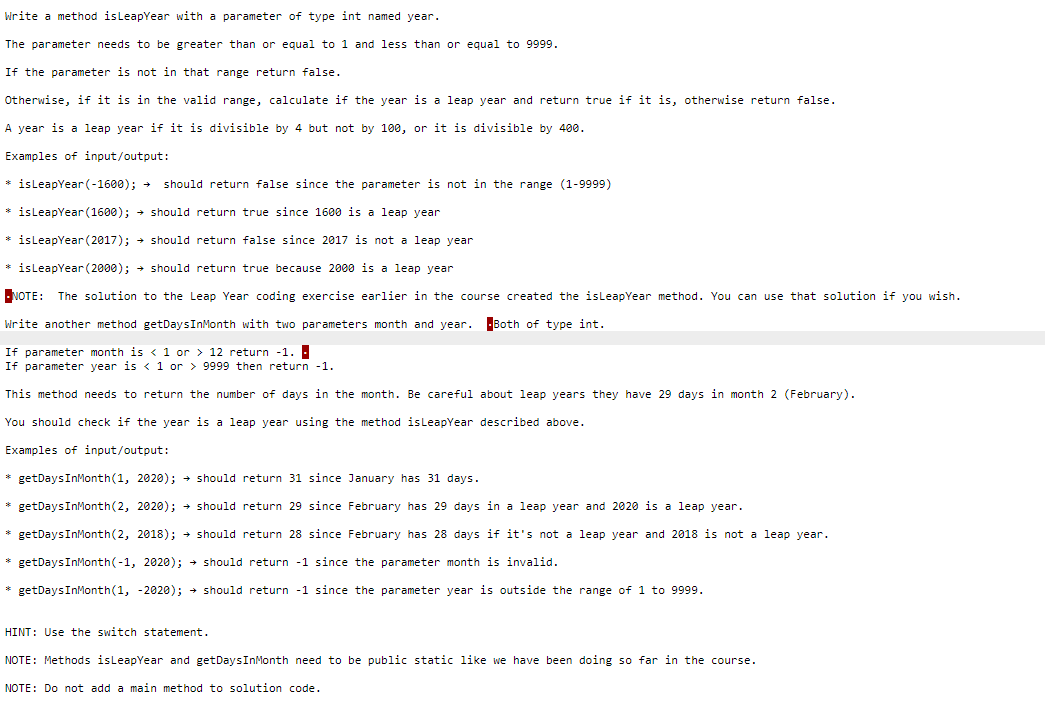 Write a method isLeapYear with a parameter of type int named year.
The parameter needs to be greater than or equal to 1 and less than or equal to 9999.
If the parameter is not in that range return false.
Otherwise, if it is in the valid range, calculate if the year is a leap year and return true if it is, otherwise return false.
A year is a leap year if it is divisible by 4 but not by 100, or it is divisible by 400.
Examples of input/output:
* isLeapYear(-1600); →  should return false since the parameter is not in the range (1-9999)
* isLeapYear(1600); → should return true since 1600 is a leap year
* isLeapYear(2017); → should return false since 2017 is not a leap year
* isLeapYear(2000); → should return true because 2000 is a leap year
NOTE:  The solution to the Leap Year coding exercise earlier in the course created the isLeapYear method. You can use that solution if you wish.
Write another method getDaysInMonth with two parameters month and year.  Both of type int.
If parameter month is < 1 or > 12 return -1.
If parameter year is < 1 or > 9999 then return -1.
This method needs to return the number of days in the month. Be careful about leap years they have 29 days in month 2 (February).
You should check if the year is a leap year using the method isLeapYear described above.
Examples of input/output:
* getDaysInMonth(1, 2020); → should return 31 since January has 31 days.
* getDaysInMonth(2, 2020); → should return 29 since February has 29 days in a leap year and 2020 is a leap year.
* getDaysInMonth(2, 2018); → should return 28 since February has 28 days if it's not a leap year and 2018 is not a leap year.
* getDaysInMonth(-1, 2020); → should return -1 since the parameter month is invalid.
* getDaysInMonth(1, -2020); → should return -1 since the parameter year is outside the range of 1 to 9999.
HINT: Use the switch statement.
NOTE: Methods isLeapYear and getDaysInMonth need to be public static like we have been doing so far in the course.
NOTE: Do not add a main method to solution code.